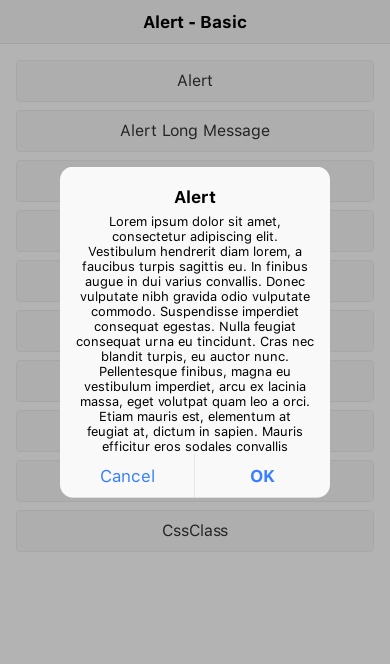 Alert - Basic
Alert
Alert Long Message
Alert
Lorem ipsum dolor sit amet,
consectetur adipiscing elit.
Vestibulum hendrerit diam lorem, a
faucibus turpis sagittis eu. In finibus
augue in dui varius convallis. Donec
vulputate nibh gravida odio vulputate
commodo. Suspendisse imperdiet
consequat egestas. Nulla feugiat
consequat urna eu tincidunt. Cras nec
blandit turpis, eu auctor nunc.
Pellentesque finibus, magna eu
vestibulum imperdiet, arcu ex lacinia
massa, eget volutpat quam leo a orci.
Etiam mauris est, elementum at
feugiat at, dictum in sapien. Mauris
efficitur eros sodales convallis
Cancel
OK
CssClass